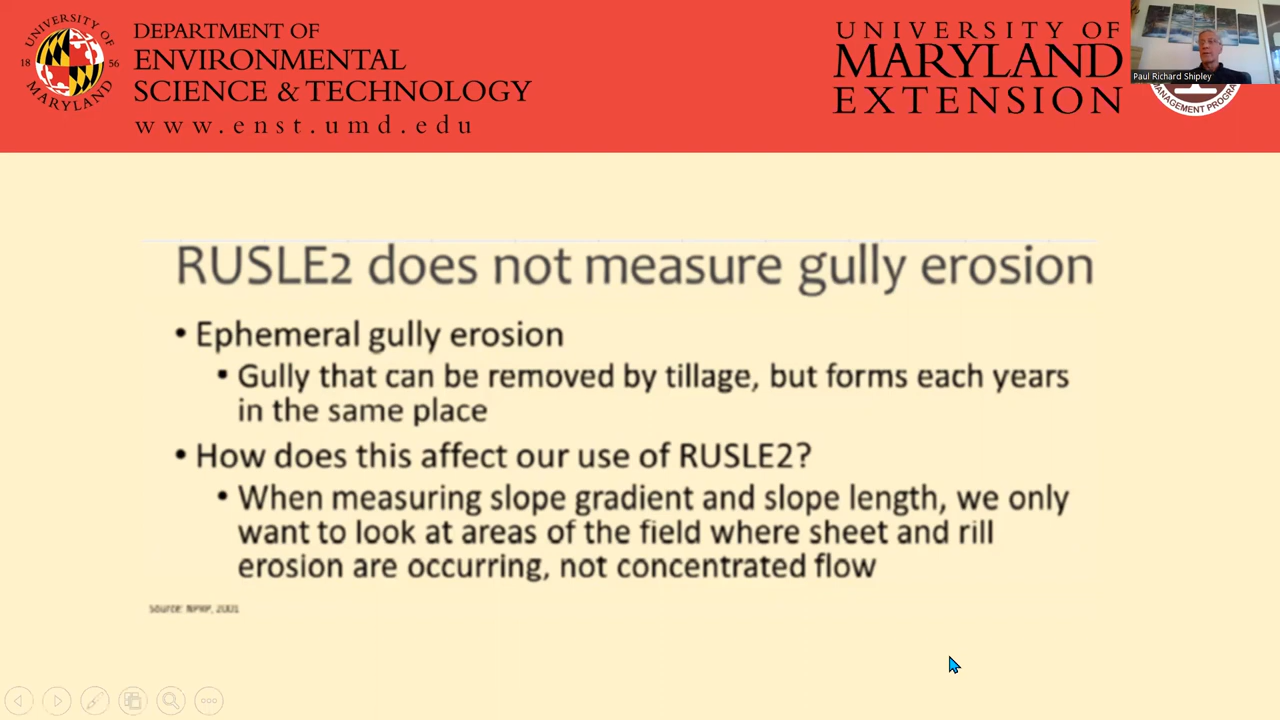 UNIVERSITY OF
18 56
MARYLAND
DEPARTMENT OF
ENVIRONMENTAL
SCIENCE & TECHNOLOGY
www.enst.umd.edu
UNIVERSITY OF
MARYLAND
EXTENSION
Paul Richard Shipley
MANAGEMENT
RUSLE2 does not measure gully erosion
• Ephemeral gully erosion
• Gully that can be removed by tillage, but forms each years
in the same place
• How does this affect our use of RUSLE2?
• When measuring slope gradient and slope length, we only
want to look at areas of the field where sheet and rill
erosion are occurring, not concentrated flow
Source: